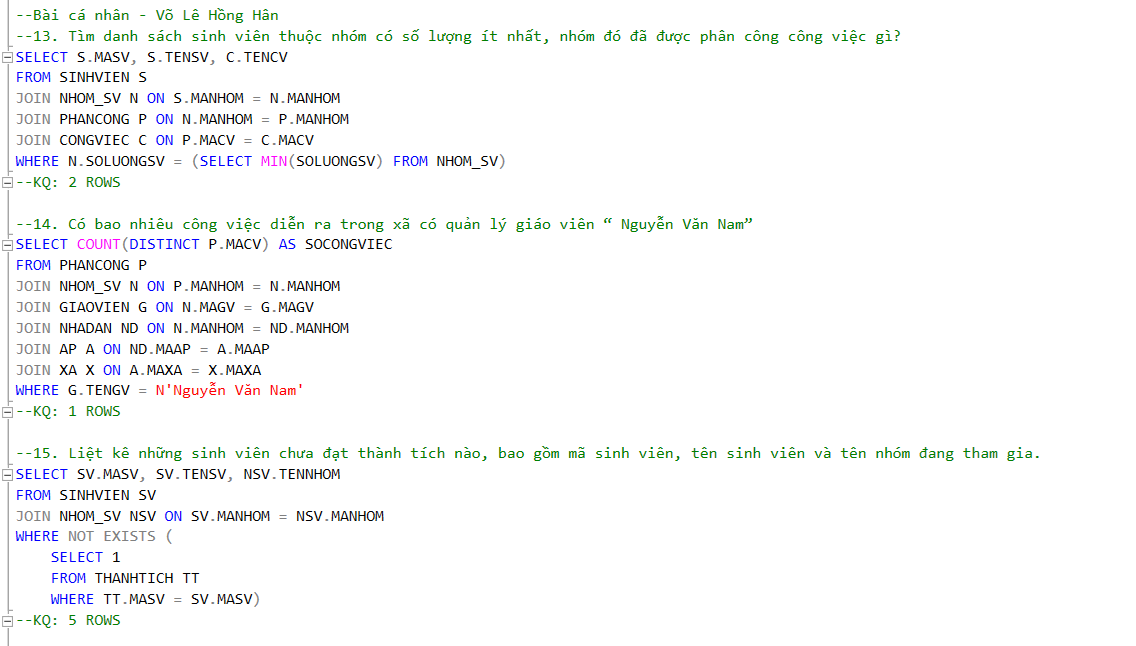 --Bài cá nhân - Võ Lê Hồng Hân
--13. Tìm danh sách sinh viên thuộc nhóm có số lượng ít nhất, nhóm đó đã được phân công công việc gì?
SELECT S.MASV, S.TENSV, C.TENCV
FROM SINHVIEN S
JOIN NHOM_SV N ON S.MANHOM = N.MANHOM
JOIN PHANCONG P ON N.MANHOM = P.MANHOM
JOIN CONGVIEC C ON P.MACV = C.MACV
WHERE N.SOLUONGSV = (SELECT MIN(SOLUONGSV) FROM NHOM_SV)
--KQ: 2 ROWS
--14. Có bao nhiêu công việc diễn ra trong xã có quản lý giáo viên “ Nguyễn Văn Nam”
SELECT COUNT(DISTINCT P.MACV) AS SOCONGVIEC
FROM PHANCONG P
JOIN NHOM_SV N ON P.MANHOM = N.MANHOM
JOIN GIAOVIEN G ON N.MAGV = G.MAGV
JOIN NHADAN ND ON N.MANHOM = ND.MANHOM
JOIN AP A ON ND.MAAP = A.MAAP
JOIN XA X ON A.MAXA = X.MAXA
WHERE G.TENGV = N'Nguyễn Văn Nam'
--KQ: 1 ROWS
--15. Liệt kê những sinh viên chưa đạt thành tích nào, bao gồm mã sinh viên, tên sinh viên và tên nhóm đang tham gia.
SELECT SV.MASV, SV.TENSV, NSV.TENNHOM
FROM SINHVIEN SV
JOIN NHOM_SV NSV ON SV.MANHOM = NSV.MANHOM
WHERE NOT EXISTS (
SELECT 1
FROM THANHTICH TT
WHERE TT.MASV = SV.MASV)
--KQ: 5 ROWS